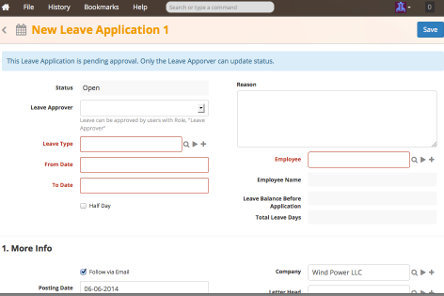 File History Bookmarks Help Search or type a command 0
New Leave Application 1 Save
This Leave Application is pending approval. Only the Leave Apporver can update status.
Status Open
Reason
Leave Approver
Leave can be approved by users with Role, "Leave
Approver"
Leave Type
From Date
Employee
To Date
Employee Name
Half Day
Leave Balance Before
Application
Total Leave Days
1. More Info
Follow via Email
Company Wind Power LLC
Posting Date 06-06-2014
Letter Head